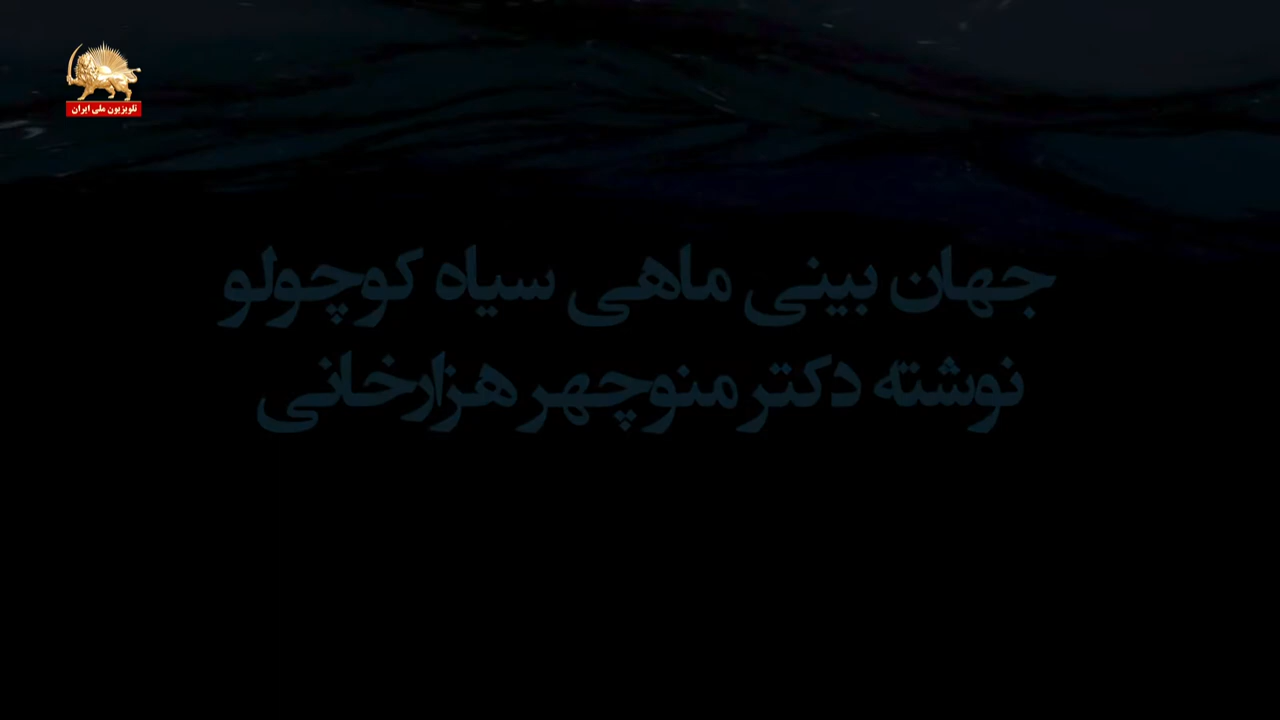 تلویزیون ملی ایران
جهان بینی ماهی سیاه کوچولو
نوشته دکتر منوچهر هزارخانی